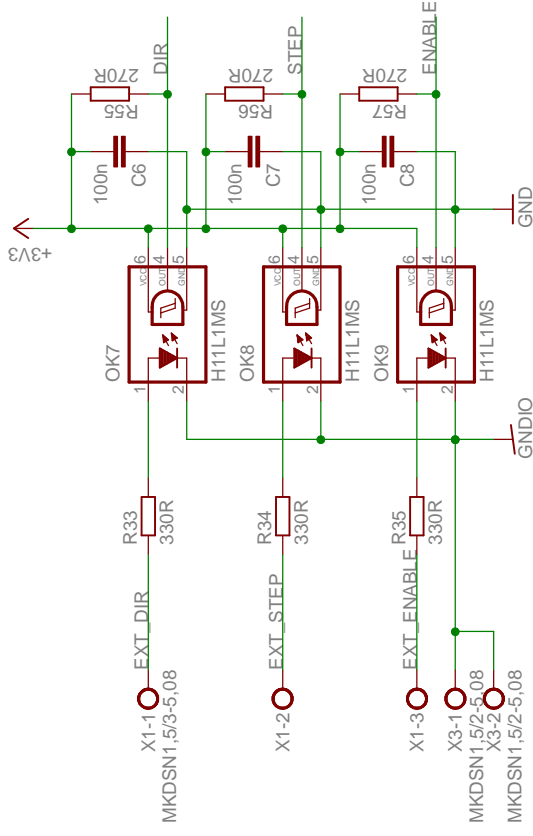 +3V3
R55
270R
DIR
100n
C6
R56
270R
STEP
100n
C7
R57
270R
ENABLE
100n
C8
GND
OK7
VCC 6
OUT 4
GND 5
1
2
H11L1MS
OK8
VCC 6
OUT 4
GND 5
1
2
H11L1MS
OK9
VCC 6
OUT 4
GND 5
1
2
H11L1MS
GNDIO
R33
330R
R34
330R
R35
330R
EXT_DIR
EXT_STEP
EXT_ENABLE
X1-1
MKDSN1,5/3-5,08
X1-2
X1-3
X3-1
MKDSN1,5/2-5,08
X3-2
MKDSN1,5/2-5,08